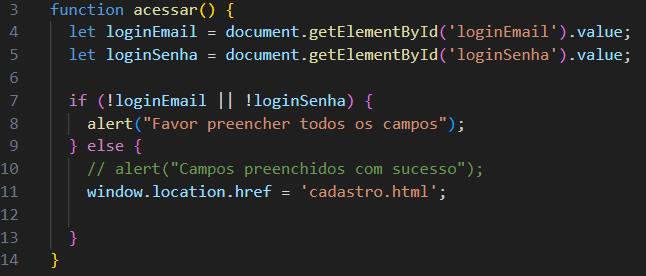 3 function acessar() {
4 let loginEmail = document.getElementById('loginEmail').value;
5 let loginSenha = document.getElementById('loginSenha').value;
6
7 if (!loginEmail || !loginSenha) {
8 alert("Favor preencher todos os campos");
9 } else {
10 // alert("Campos preenchidos com sucesso");
11 window.location.href = 'cadastro.html';
12
13 }
14 }